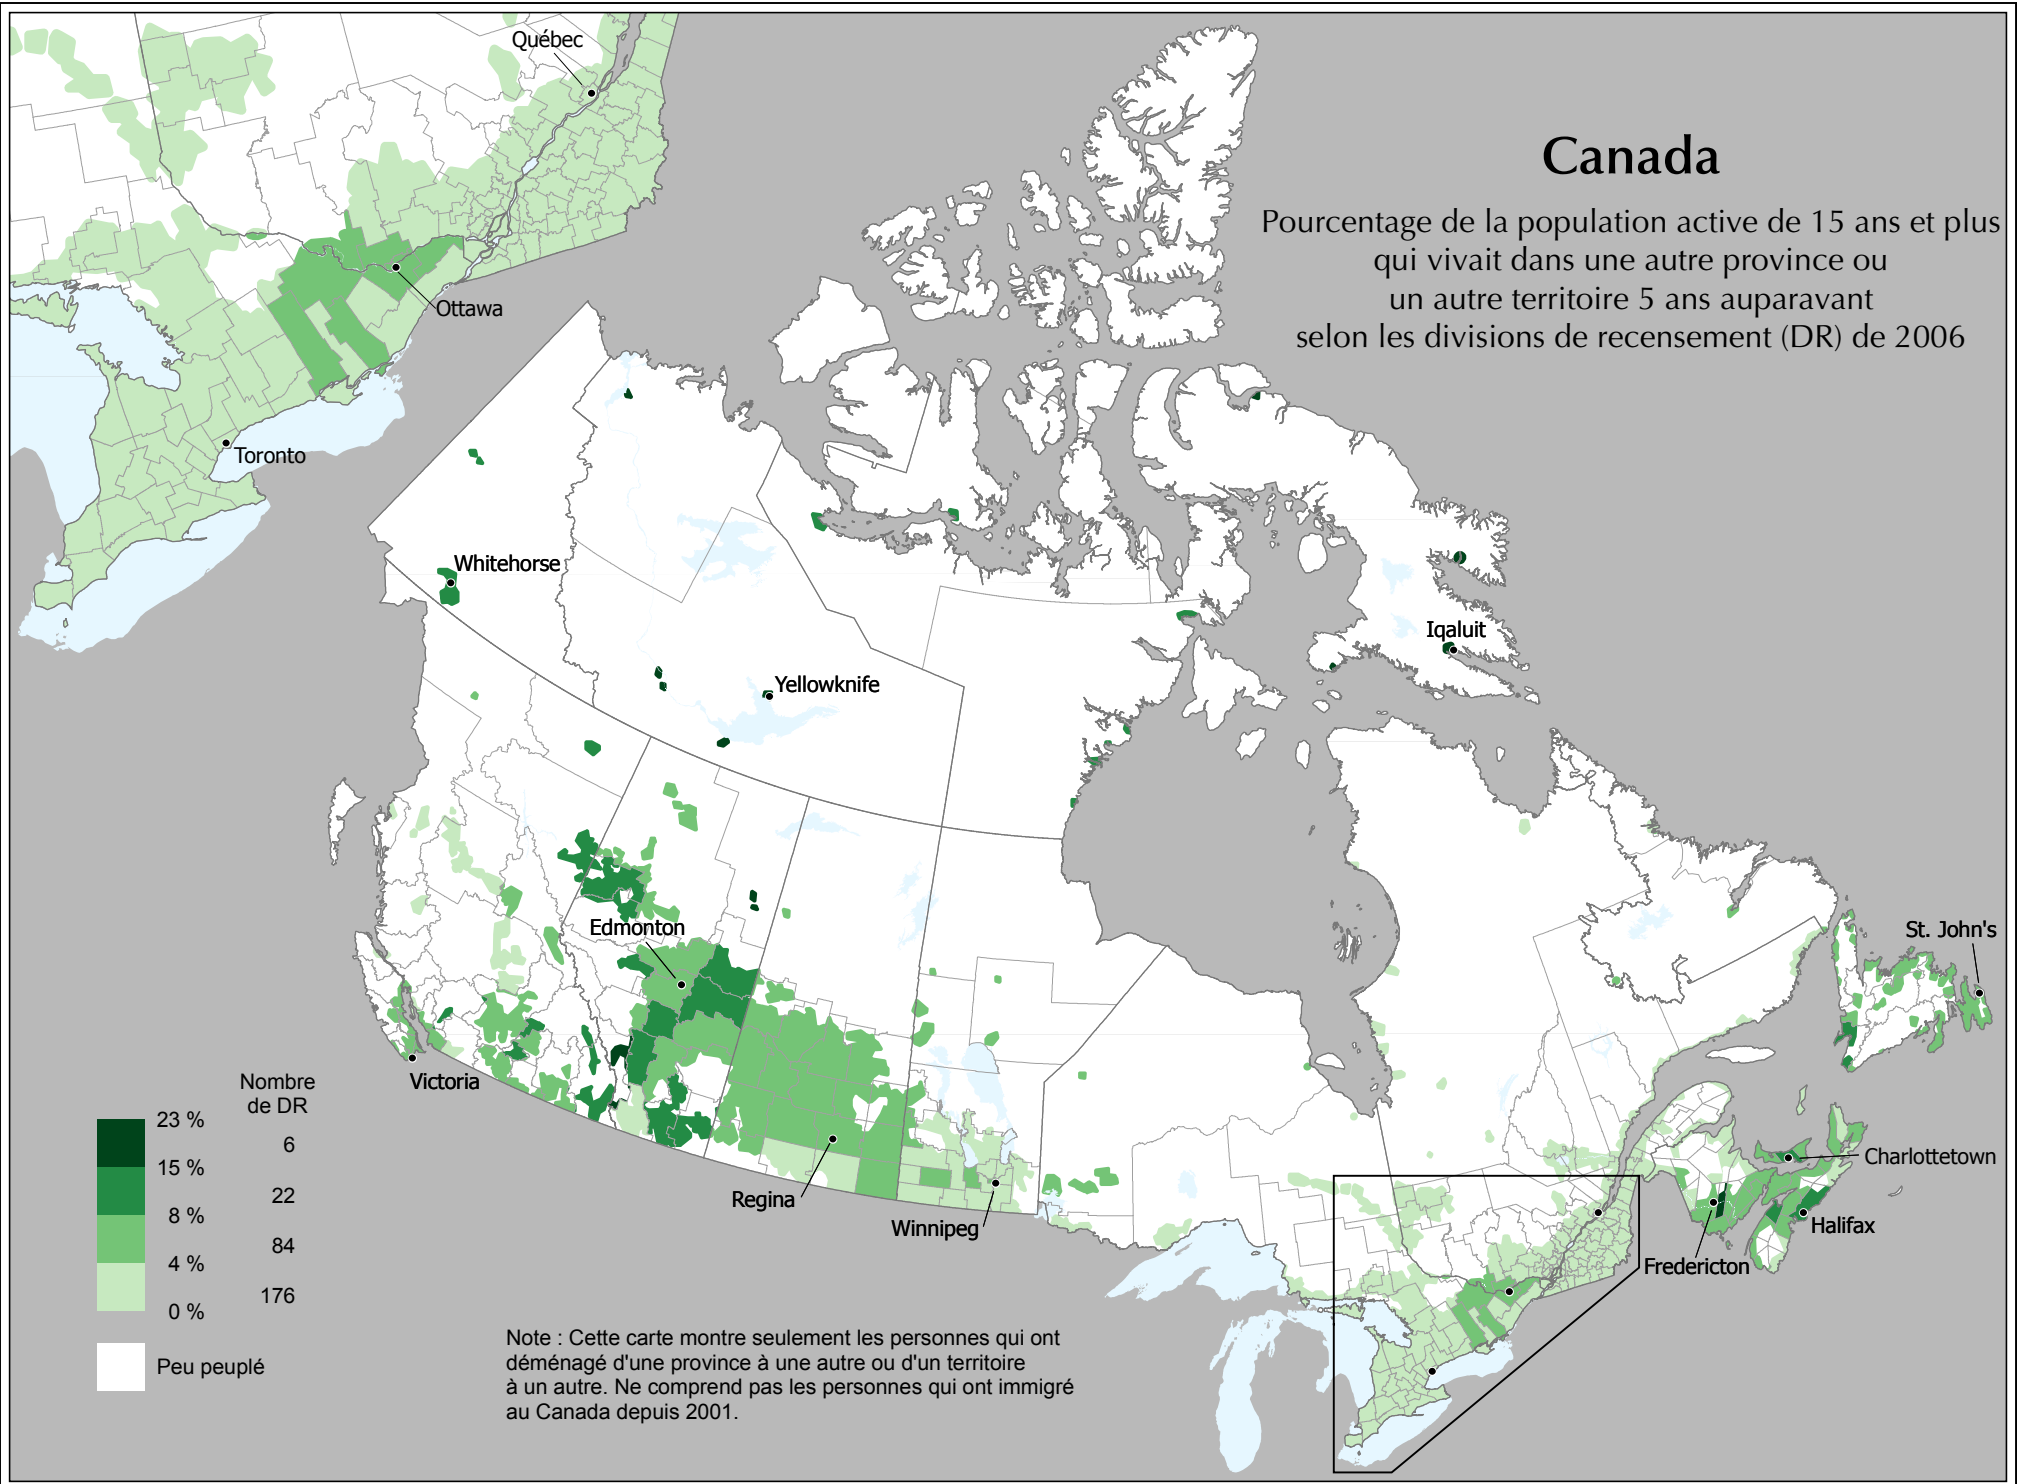 Canada
Pourcentage de la population active de 15 ans et plus
qui vivait dans une autre province ou
un autre territoire 5 ans auparavant
selon les divisions de recensement (DR) de 2006
Québec
Ottawa
Toronto
Whitehorse
Yellowknife
Iqaluit
Edmonton
Victoria
Regina
Winnipeg
St. John's
Charlottetown
Halifax
Fredericton
Nombre
de DR
23 %
6
15 %
22
8 %
84
4 %
176
0 %
Peu peuplé
Note : Cette carte montre seulement les personnes qui ont
déménagé d'une province à une autre ou d'un territoire
à un autre. Ne comprend pas les personnes qui ont immigré
au Canada depuis 2001.